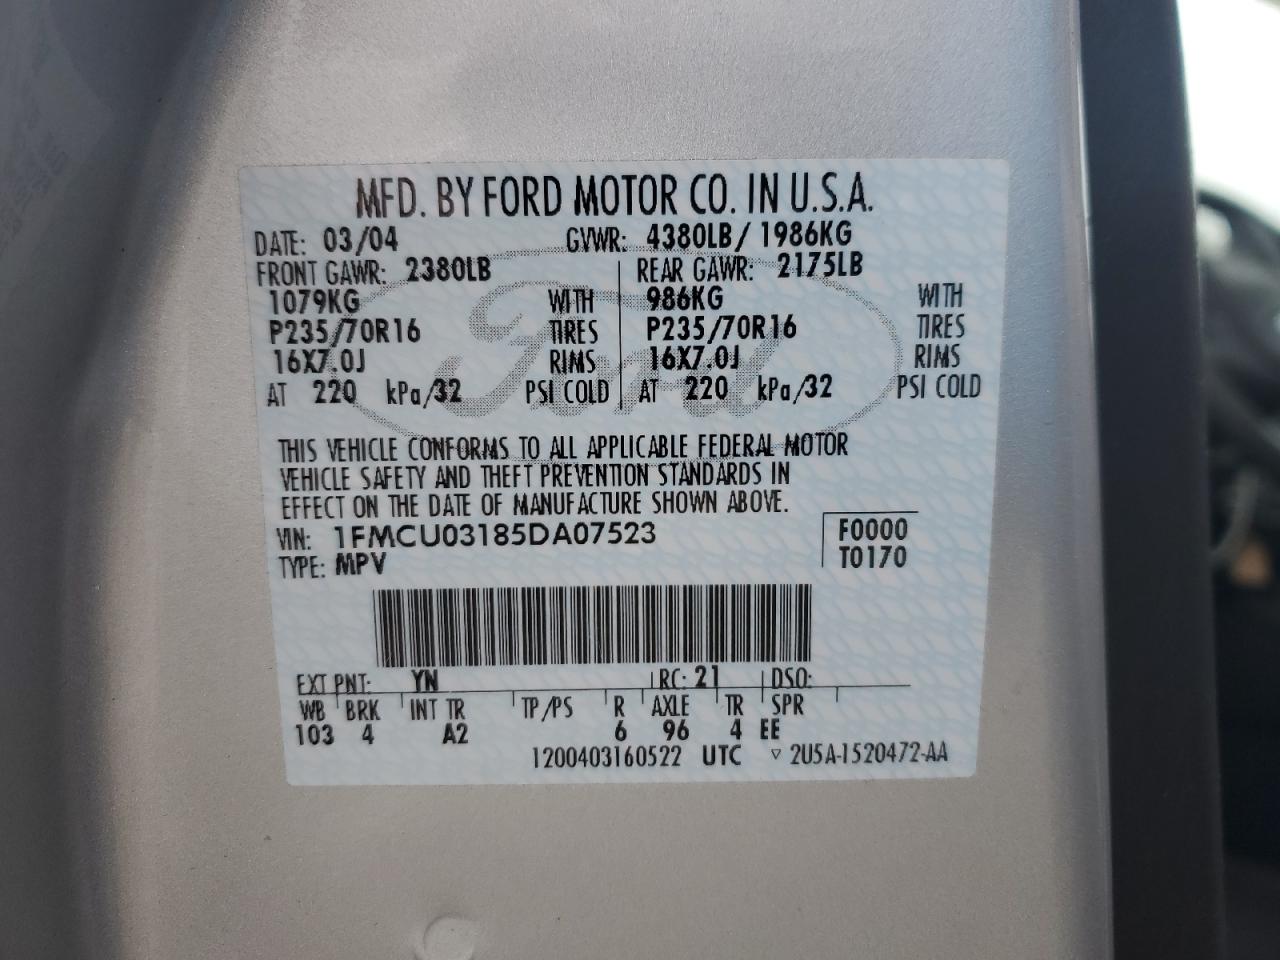 MFD. BY FORD MOTOR CO. IN U.S.A.
DATE: 03/04 GVWR: 4380LB/ 1986KG
FRONT GAWR: 2380LB REAR GAWR: 2175LB
1079KG WITH 986KG WITH
P235/70R16 TIRES P235/70R16 TIRES
16X7.0J RIMS 16X7.0J RIMS
AT 220 kPa/32 PSI COLD AT 220 kPa/32 PSI COLD
Ford
THIS VEHICLE CONFORMS TO ALL APPLICABLE FEDERAL MOTOR
VEHICLE SAFETY AND THEFT PREVENTION STANDARDS IN
EFFECT ON THE DATE OF MANUFACTURE SHOWN ABOVE.
VIN: 1FMCU03185DA07523 F0000
TYPE: MPV T0170
EXT PNT: YN RC: 21 DSO:
WB BRK INT TR TP/PS R AXLE TR SPR
103 4 A2 6 96 4 EE
1200403160522 UTC ▿ 2U5A-1520472-AA